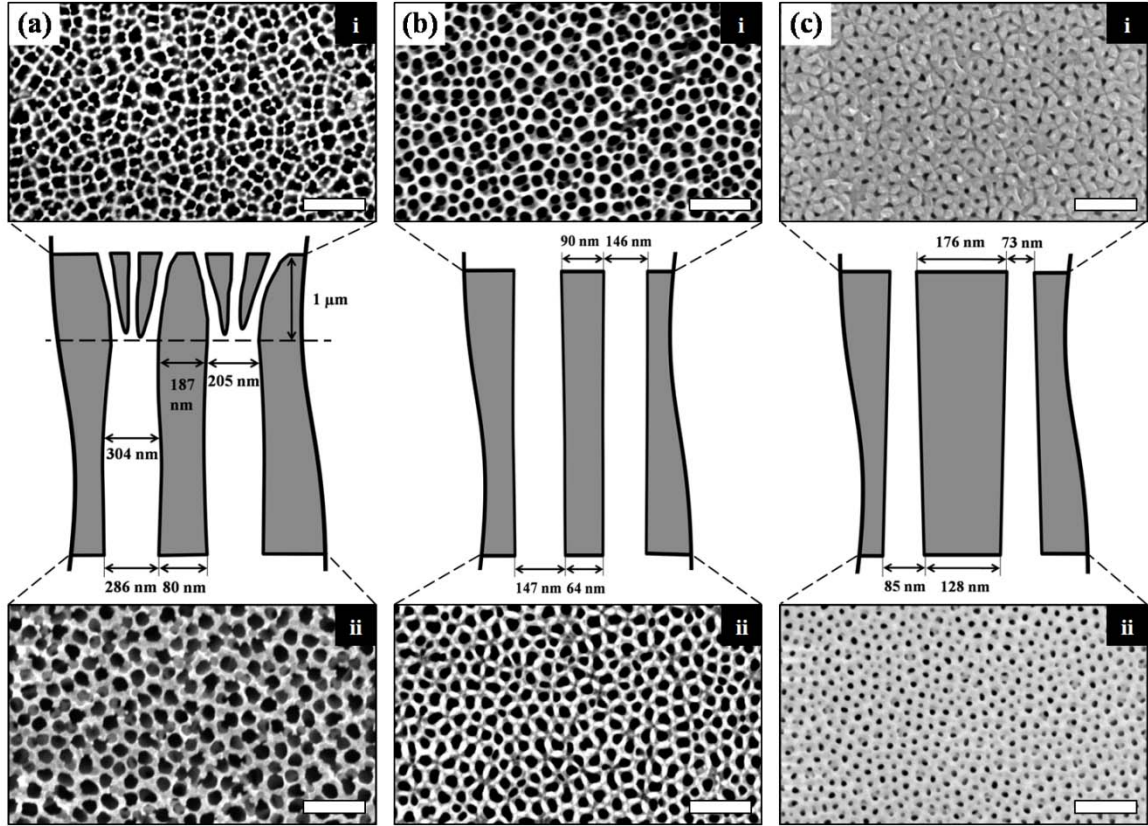 (a)
i
(b)
i
(c)
i
1 µm
187
nm
205 nm
304 nm
286 nm
80 nm
90 nm
146 nm
147 nm
64 nm
176 nm
73 nm
85 nm
128 nm
ii
ii
ii